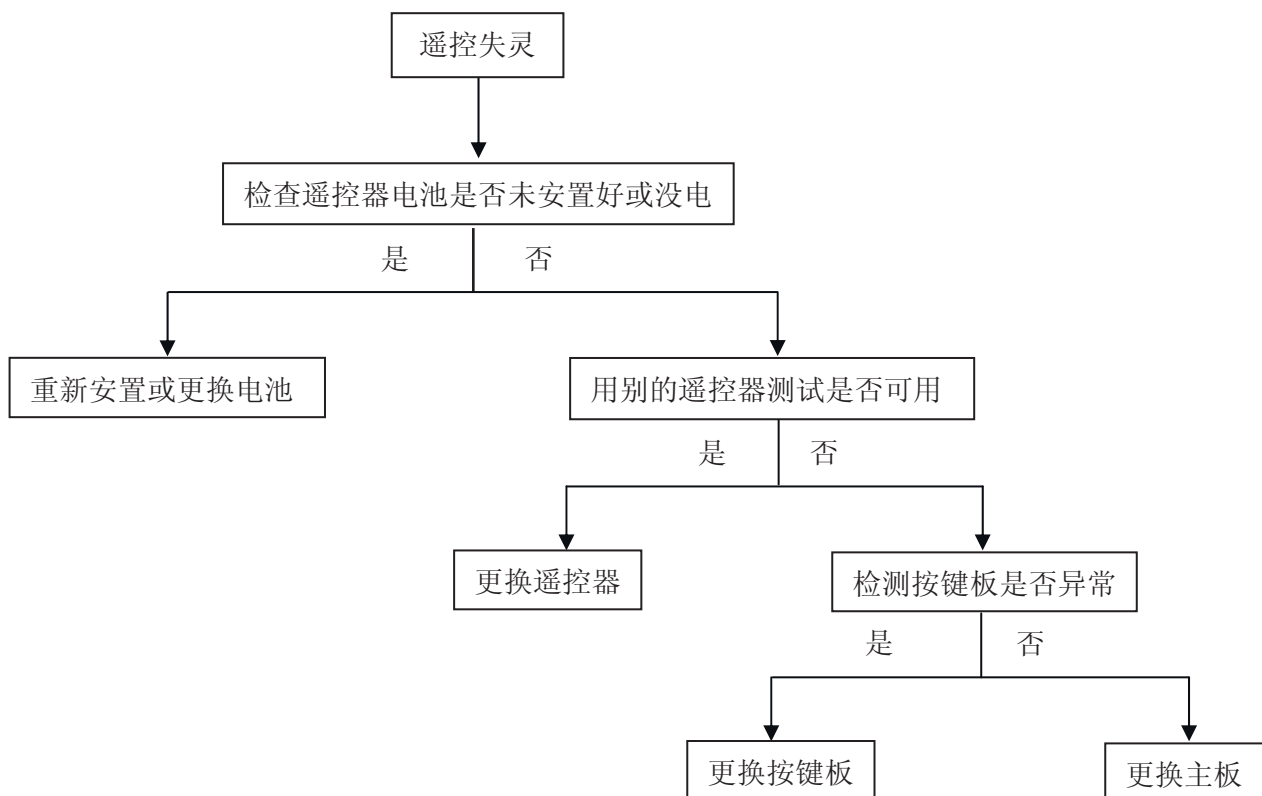 遥控失灵
检查遥控器电池是否未安置好或没电
是 否
重新安置或更换电池
用别的遥控器测试是否可用
是 否
更换遥控器
检测按键板是否异常
是 否
更换按键板
更换主板